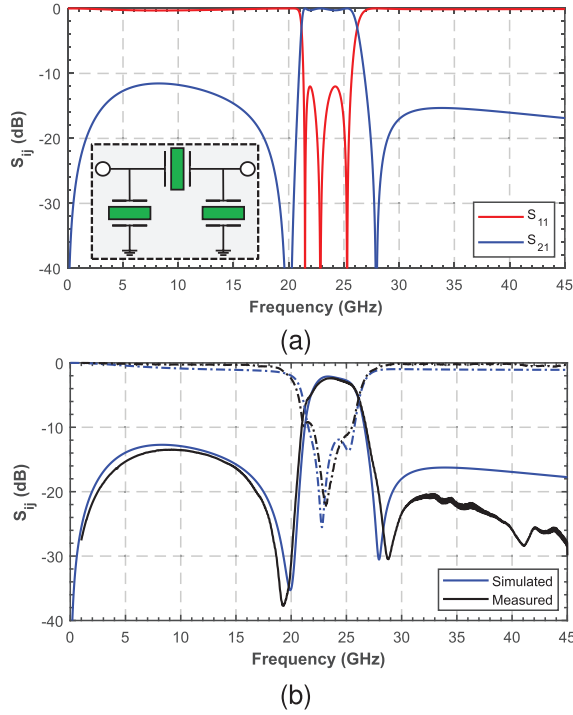 0
-10
-20
-30
-40
S_ij (dB)
S_11
S_21
0 5 10 15 20 25 30 35 40 45
Frequency (GHz)
(a)
0
-10
-20
-30
-40
S_ij (dB)
Simulated
Measured
0 5 10 15 20 25 30 35 40 45
Frequency (GHz)
(b)